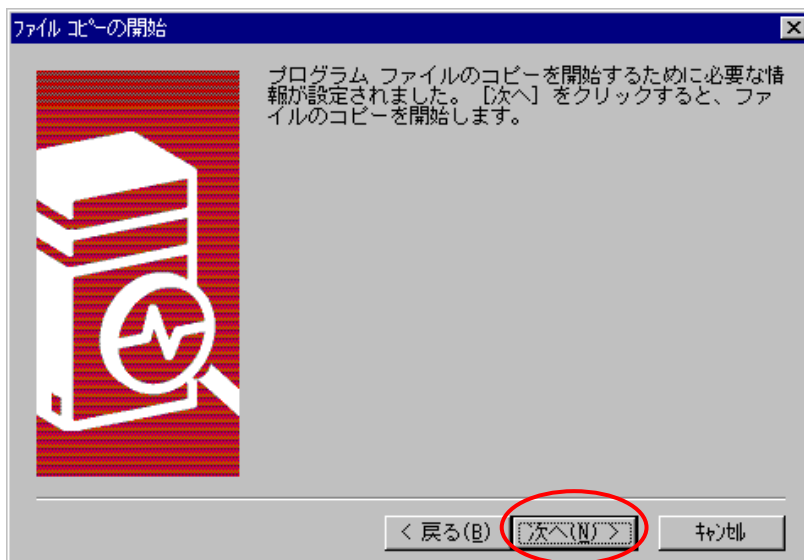 ﾌｧｲﾙ ｺﾋﾟｰの開始
プログラム ファイルのコピーを開始するために必要な情
報が設定されました。 [次へ] をクリックすると、ファ
イルのコピーを開始します。
< 戻る(B) 次へ(N) > ｷｬﾝｾﾙ